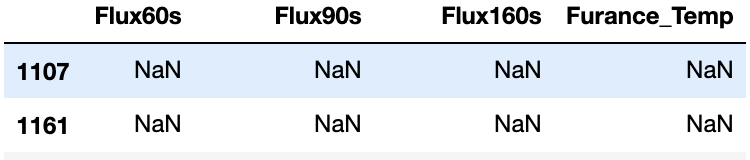 Flux60s Flux90s Flux160s Furance_Temp
1107 NaN NaN NaN NaN
1161 NaN NaN NaN NaN